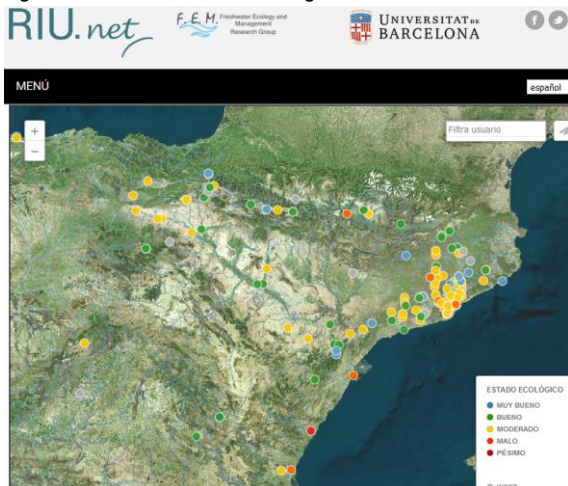 RIU.net
F.E.M. Freshwater Ecology and
Management
Research Group
UNIVERSITAT DE
BARCELONA
MENÚ
español
+
−
Filtra usuario
ESTADO ECOLÓGICO
MUY BUENO
BUENO
MODERADO
MALO
PÉSIMO